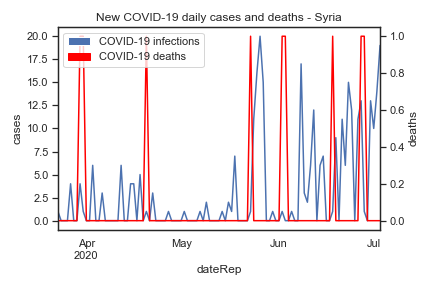 New COVID-19 daily cases and deaths - Syria
COVID-19 infections
COVID-19 deaths
20.0
17.5
15.0
12.5
10.0
7.5
5.0
2.5
0.0
cases
1.0
0.8
0.6
0.4
0.2
0.0
deaths
Apr
2020
May
Jun
Jul
dateRep